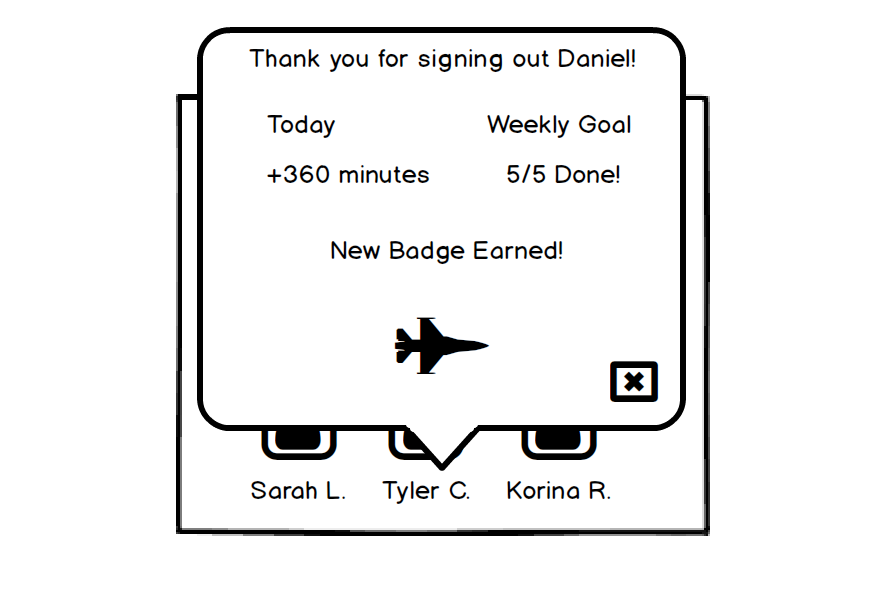 Thank you for signing out Daniel!
Today Weekly Goal
+360 minutes 5/5 Done!
New Badge Earned!
Sarah L. Tyler C. Korina R.